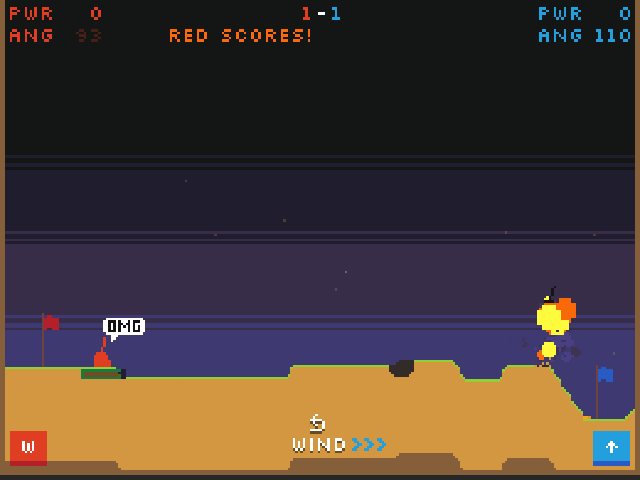 PWR 0 1-1 PWR 0
ANG 93 RED SCORES! ANG 110
OMG
5
WIND >>>
W
↑